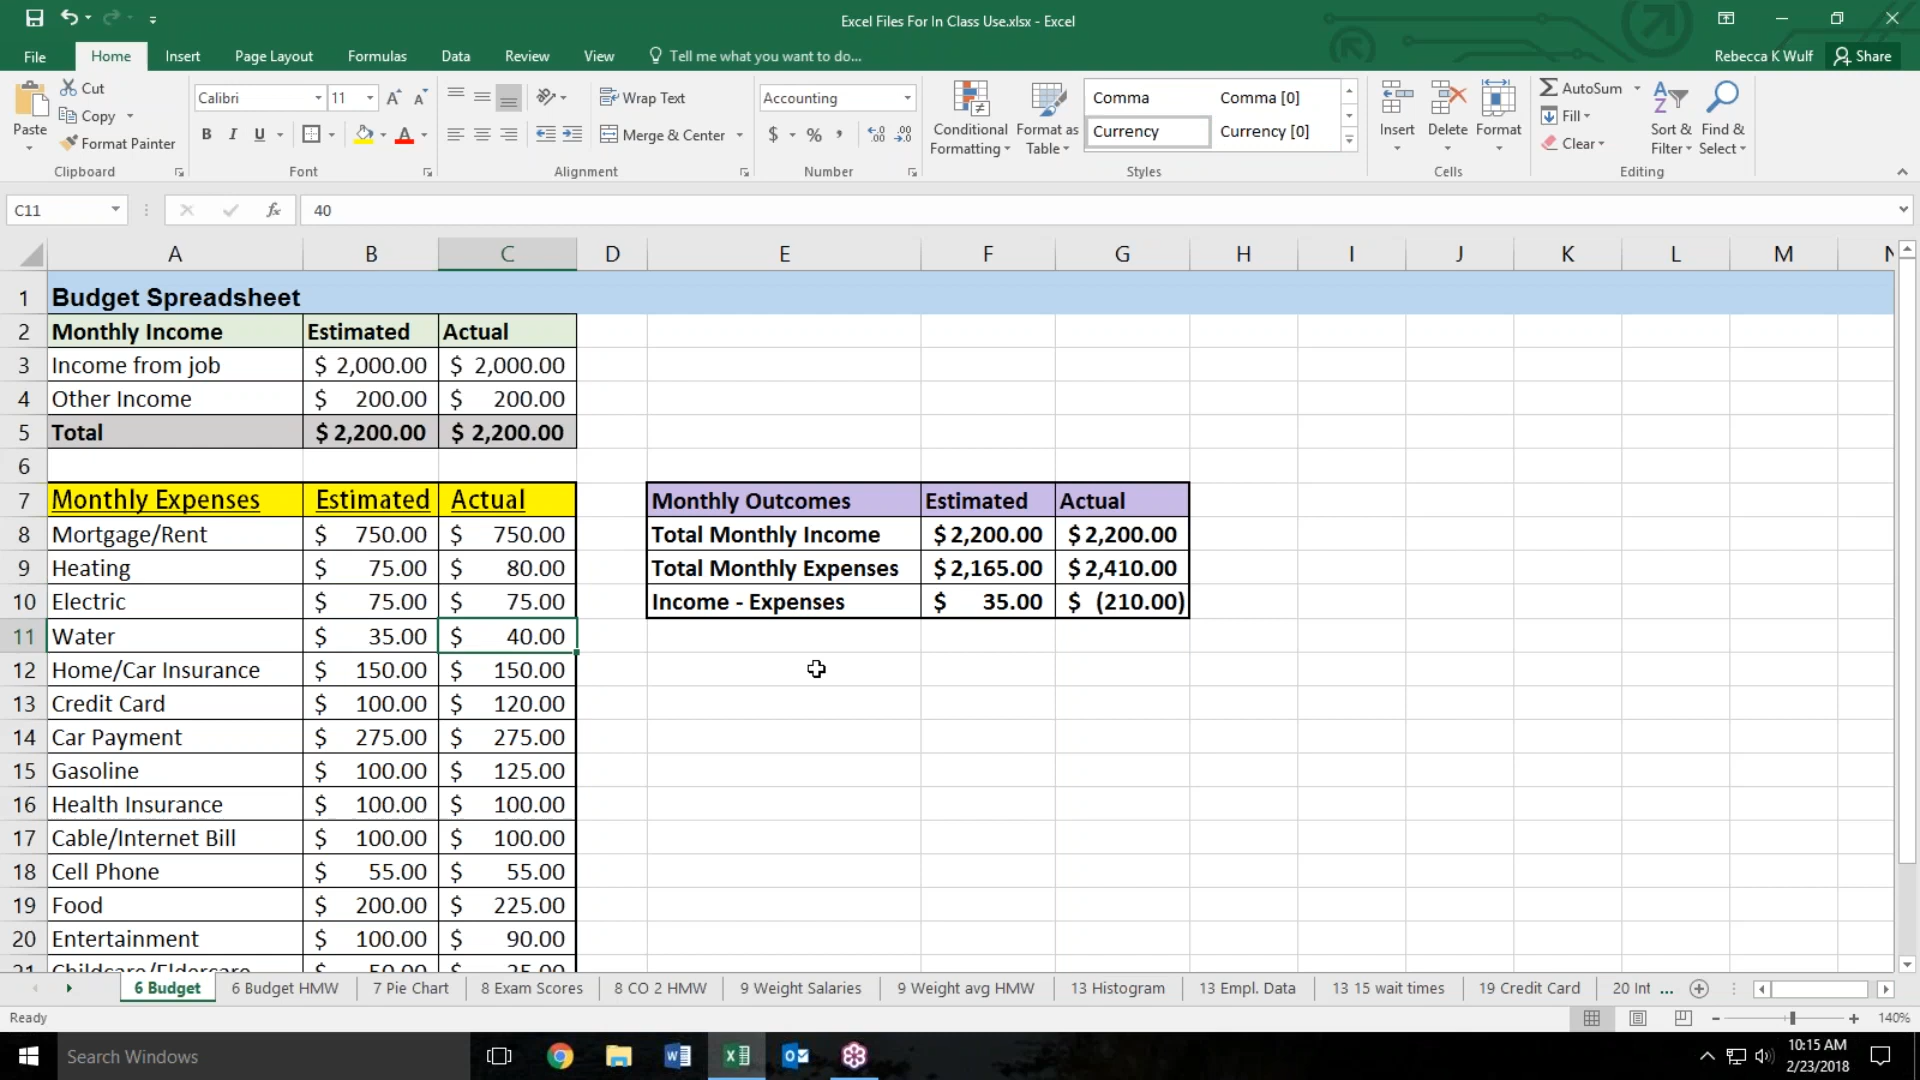 Excel Files For In Class Use.xlsx - Excel
File Home Insert Page Layout Formulas Data Review View Tell me what you want to do... Rebecca K Wulf Share
Paste
Cut
Copy
Format Painter
Clipboard
Calibri 11
B I U
Font
Wrap Text
Merge & Center
Alignment
Accounting
$ % ,
Number
Conditional Formatting
Format as Table
Comma Comma [0]
Currency Currency [0]
Styles
Insert Delete Format
Cells
AutoSum
Fill
Clear
Sort & Filter
Find & Select
Editing
C11 fx 40
A B C D E F G H I J K L M
1 Budget Spreadsheet
2 Monthly Income Estimated Actual
3 Income from job $ 2,000.00 $ 2,000.00
4 Other Income $ 200.00 $ 200.00
5 Total $ 2,200.00 $ 2,200.00
6
7 Monthly Expenses Estimated Actual Monthly Outcomes Estimated Actual
8 Mortgage/Rent $ 750.00 $ 750.00 Total Monthly Income $ 2,200.00 $ 2,200.00
9 Heating $ 75.00 $ 80.00 Total Monthly Expenses $ 2,165.00 $ 2,410.00
10 Electric $ 75.00 $ 75.00 Income - Expenses $ 35.00 $ (210.00)
11 Water $ 35.00 $ 40.00
12 Home/Car Insurance $ 150.00 $ 150.00
13 Credit Card $ 100.00 $ 120.00
14 Car Payment $ 275.00 $ 275.00
15 Gasoline $ 100.00 $ 125.00
16 Health Insurance $ 100.00 $ 100.00
17 Cable/Internet Bill $ 100.00 $ 100.00
18 Cell Phone $ 55.00 $ 55.00
19 Food $ 200.00 $ 225.00
20 Entertainment $ 100.00 $ 90.00
21 Childcare/Eldercare $ 50.00 $ 25.00
6 Budget 6 Budget HMW 7 Pie Chart 8 Exam Scores 8 CO 2 HMW 9 Weight Salaries 9 Weight avg HMW 13 Histogram 13 Empl. Data 13 15 wait times 19 Credit Card 20 Int ...
Ready 140%
Search Windows
10:15 AM
2/23/2018